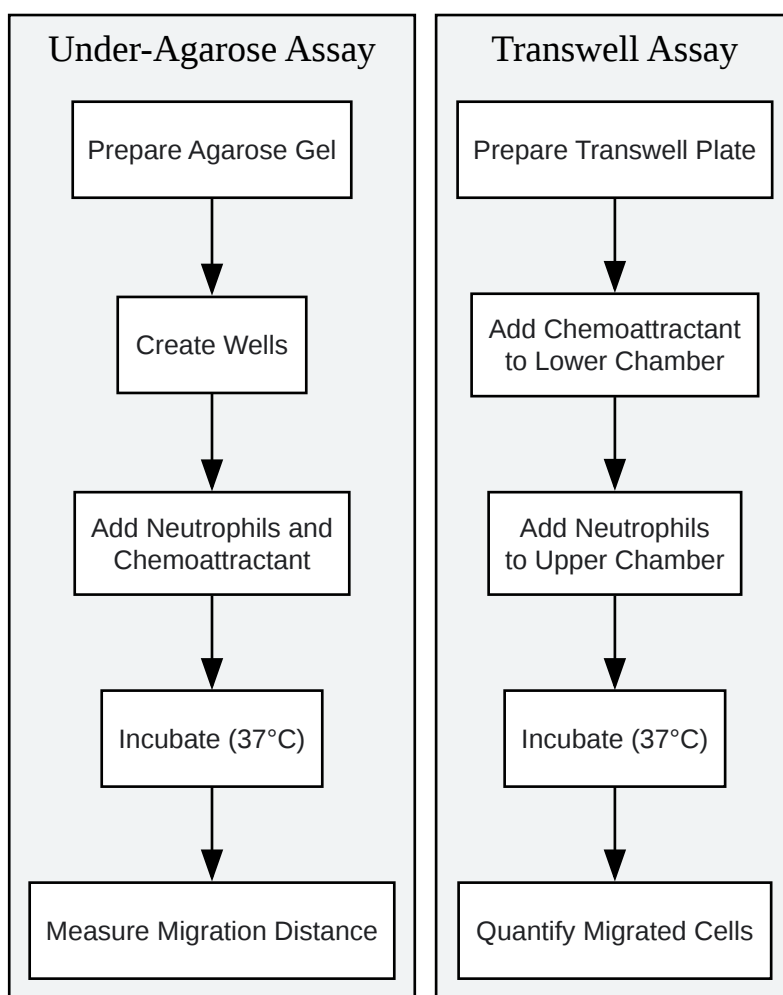 Under-Agarose Assay
Prepare Agarose Gel
Create Wells
Add Neutrophils and
Chemoattractant
Incubate (37°C)
Measure Migration Distance
Transwell Assay
Prepare Transwell Plate
Add Chemoattractant
to Lower Chamber
Add Neutrophils
to Upper Chamber
Incubate (37°C)
Quantify Migrated Cells